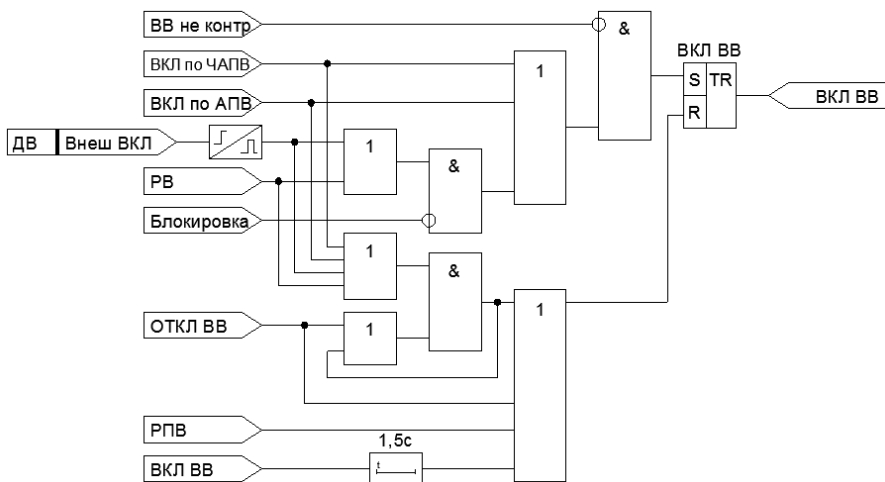 ВВ не контр
&
ВКЛ ВВ
ВКЛ по ЧАПВ
1
S TR
ВКЛ ВВ
ВКЛ по АПВ
R
ДВ Внеш ВКЛ
1
&
РВ
Блокировка
1
&
1
ОТКЛ ВВ
1
РПВ
1,5с
ВКЛ ВВ
t